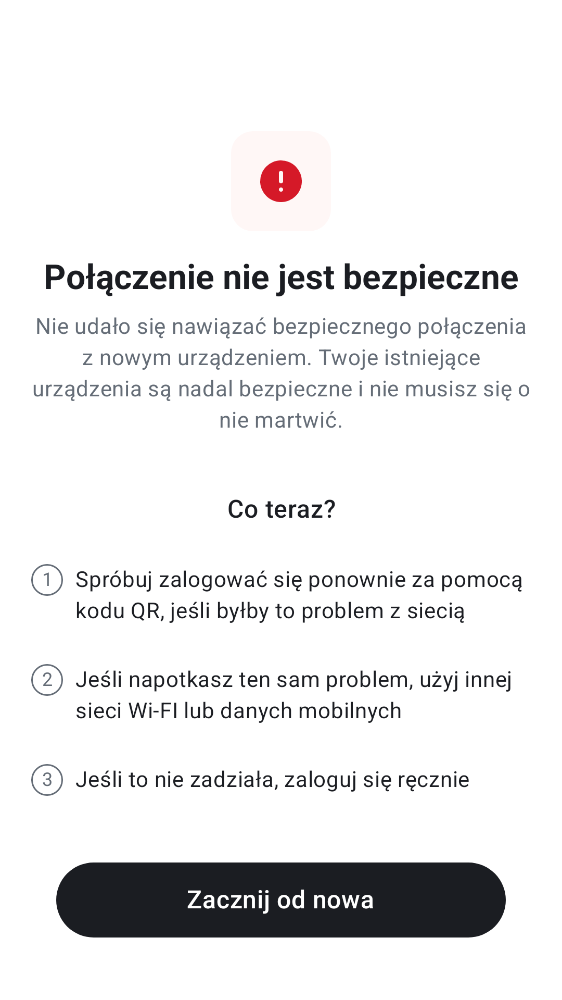 Połączenie nie jest bezpieczne
Nie udało się nawiązać bezpiecznego połączenia
z nowym urządzeniem. Twoje istniejące
urządzenia są nadal bezpieczne i nie musisz się o
nie martwić.
Co teraz?
1 Spróbuj zalogować się ponownie za pomocą
kodu QR, jeśli byłby to problem z siecią
2 Jeśli napotkasz ten sam problem, użyj innej
sieci Wi-FI lub danych mobilnych
3 Jeśli to nie zadziała, zaloguj się ręcznie
Zacznij od nowa